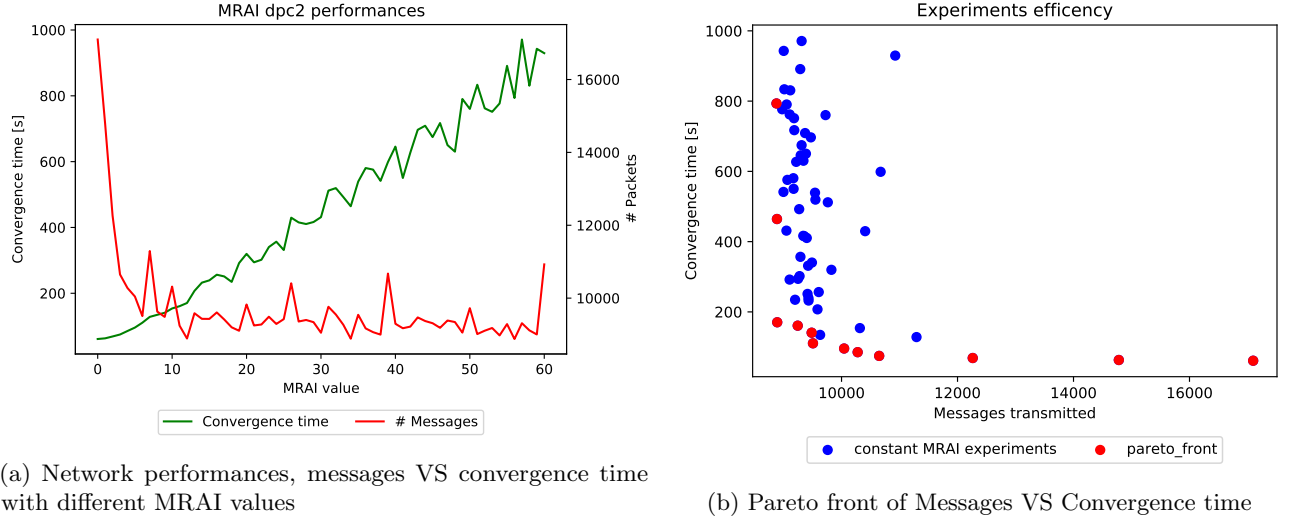 MRAI dpc2 performances
1000
800
600
400
200
Convergence time [s]
16000
14000
12000
10000
# Packets
0 10 20 30 40 50 60
MRAI value
Convergence time # Messages
(a) Network performances, messages VS convergence time
with different MRAI values
Experiments efficency
1000
800
600
400
200
Convergence time [s]
10000 12000 14000 16000
Messages transmitted
constant MRAI experiments pareto_front
(b) Pareto front of Messages VS Convergence time